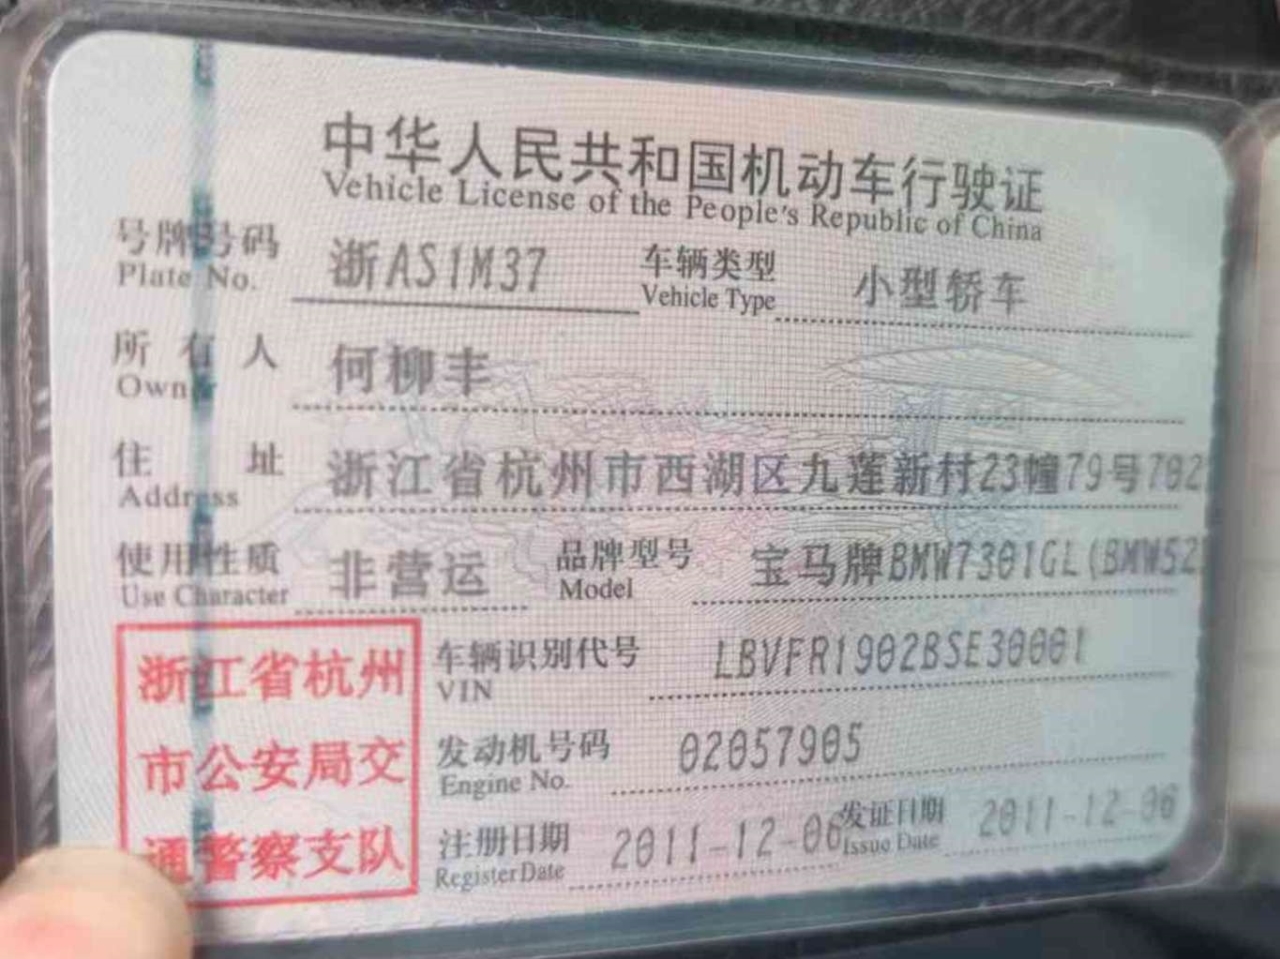 中华人民共和国机动车行驶证
Vehicle License of the People's Republic of China
号牌号码 浙AS1M37 车辆类型 小型轿车
Plate No. Vehicle Type
所有人 何柳丰
Owner
住址 浙江省杭州市西湖区九莲新村23幢79号702
Address
使用性质 非营运 品牌型号 宝马牌BMW7301GL(BMW52
Use Character Model
浙江省杭州
市公安局交
通警察支队
车辆识别代号 LBVFR1902BSE30001
VIN
发动机号码 02057905
Engine No.
注册日期 2011-12-06 发证日期 2011-12-06
Register Date Issue Date